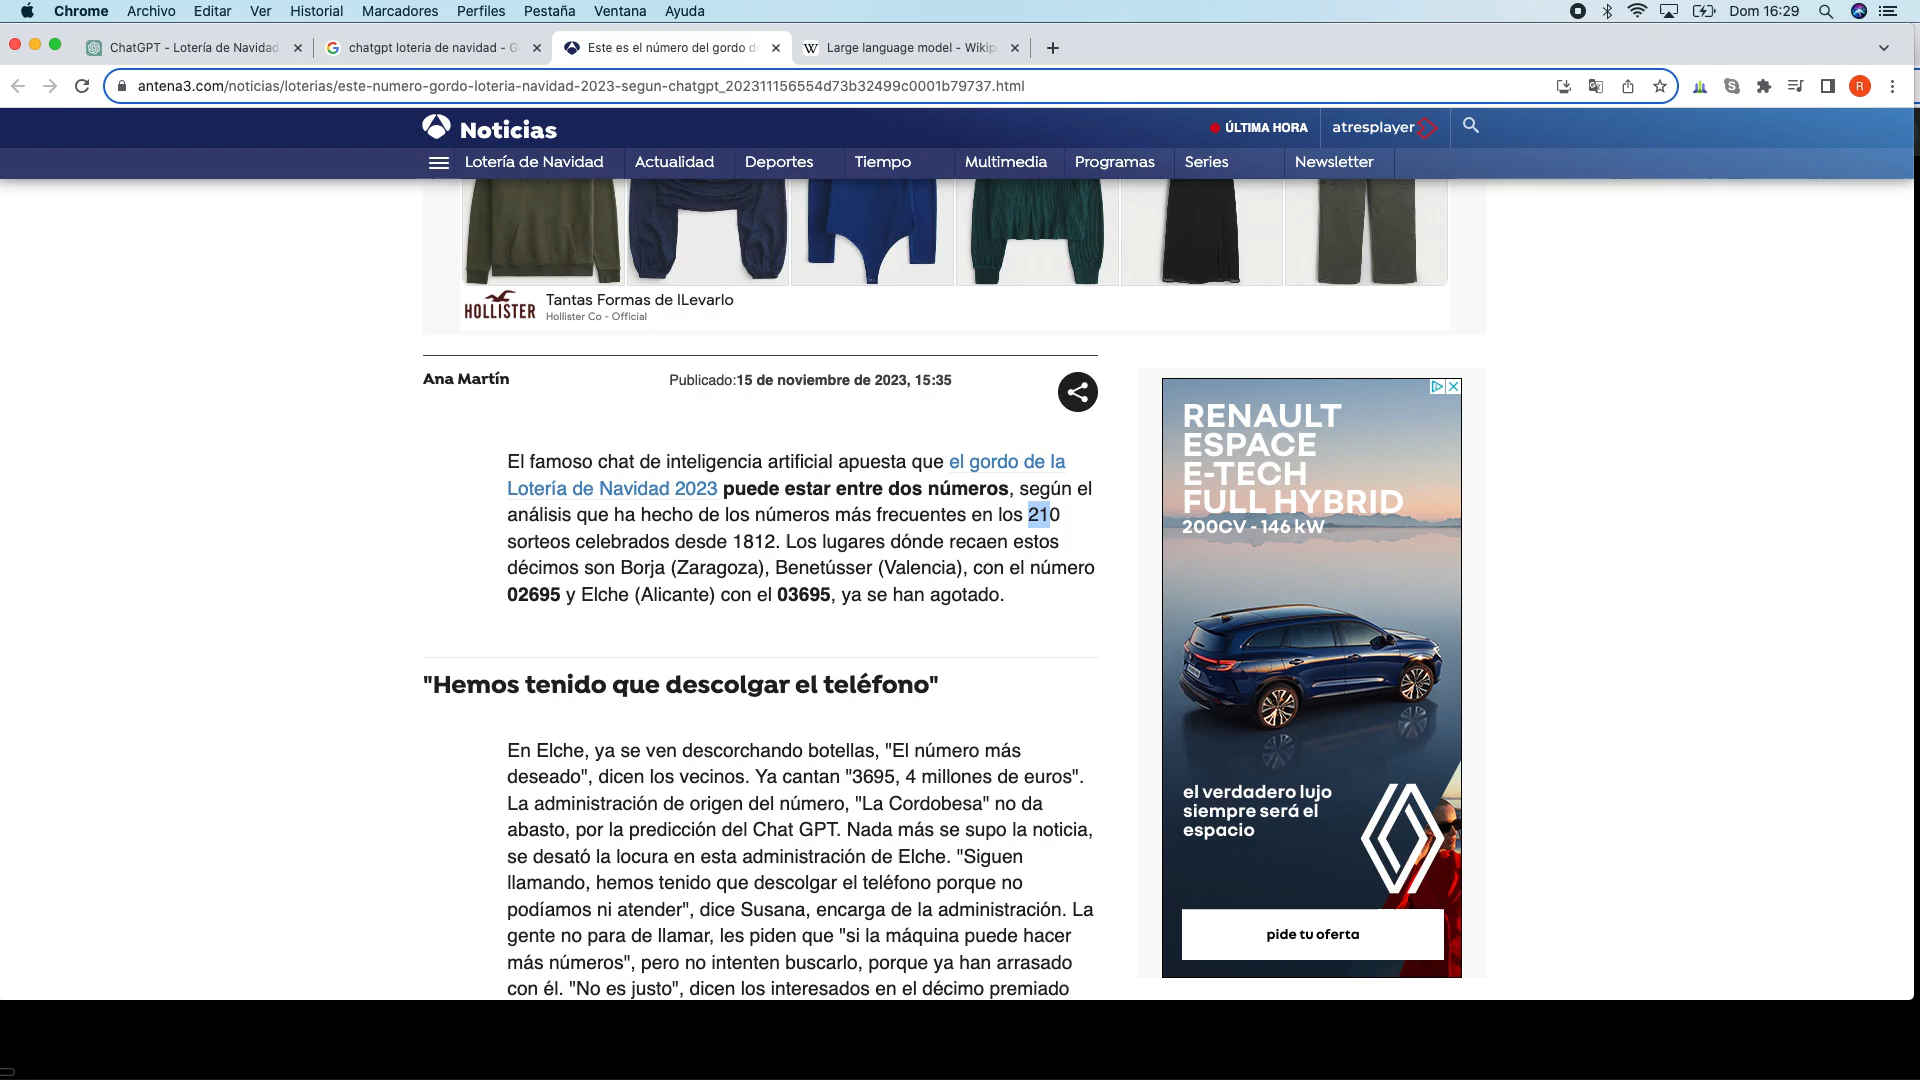 Chrome Archivo Editar Ver Historial Marcadores Perfiles Pestaña Ventana Ayuda Dom 16:29
ChatGPT - Lotería de Navidad
chatgpt loteria de navidad - G
Este es el número del gordo d
Large language model - Wikip
antena3.com/noticias/loterias/este-numero-gordo-loteria-navidad-2023-segun-chatgpt_202311156554d73b32499c0001b79737.html
R
Noticias
ÚLTIMA HORA
atresplayer
Lotería de Navidad Actualidad Deportes Tiempo Multimedia Programas Series Newsletter
HOLLISTER
Tantas Formas de lLevarlo
Hollister Co - Official
Ana Martín
Publicado:15 de noviembre de 2023, 15:35
El famoso chat de inteligencia artificial apuesta que el gordo de la
Lotería de Navidad 2023 puede estar entre dos números, según el
análisis que ha hecho de los números más frecuentes en los 210
sorteos celebrados desde 1812. Los lugares dónde recaen estos
décimos son Borja (Zaragoza), Benetússer (Valencia), con el número
02695 y Elche (Alicante) con el 03695, ya se han agotado.
"Hemos tenido que descolgar el teléfono"
En Elche, ya se ven descorchando botellas, "El número más
deseado", dicen los vecinos. Ya cantan "3695, 4 millones de euros".
La administración de origen del número, "La Cordobesa" no da
abasto, por la predicción del Chat GPT. Nada más se supo la noticia,
se desató la locura en esta administración de Elche. "Siguen
llamando, hemos tenido que descolgar el teléfono porque no
podíamos ni atender", dice Susana, encarga de la administración. La
gente no para de llamar, les piden que "si la máquina puede hacer
más números", pero no intenten buscarlo, porque ya han arrasado
con él. "No es justo", dicen los interesados en el décimo premiado
RENAULT
ESPACE
E-TECH
FULL HYBRID
200CV - 146 kW
el verdadero lujo
siempre será el
espacio
pide tu oferta